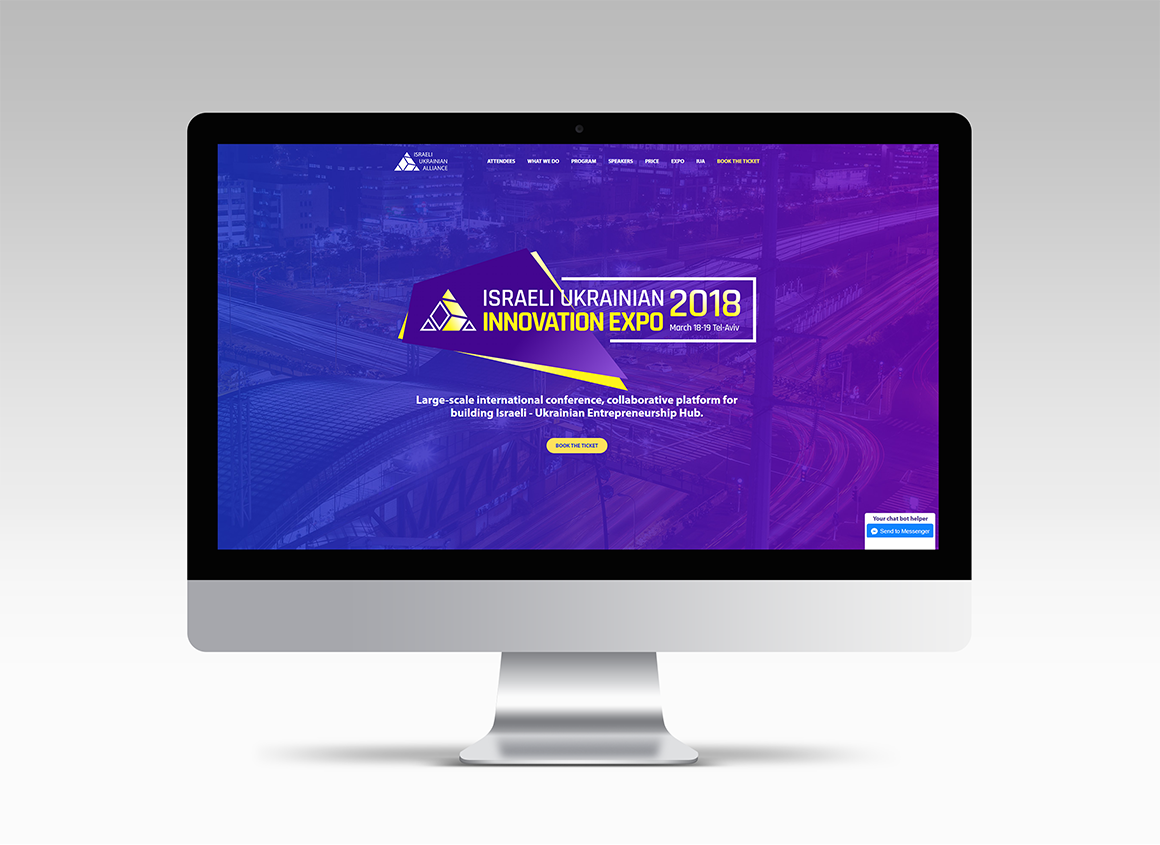 ISRAELI
UKRAINIAN
ALLIANCE
ATTENDEES WHAT WE DO PROGRAM SPEAKERS PRICE EXPO IUA BOOK THE TICKET
ISRAELI UKRAINIAN 2018
INNOVATION EXPO March 18-19 Tel-Aviv
Large-scale international conference, collaborative platform for
building Israeli - Ukrainian Entrepreneurship Hub.
BOOK THE TICKET
Your chat bot helper
Send to Messenger